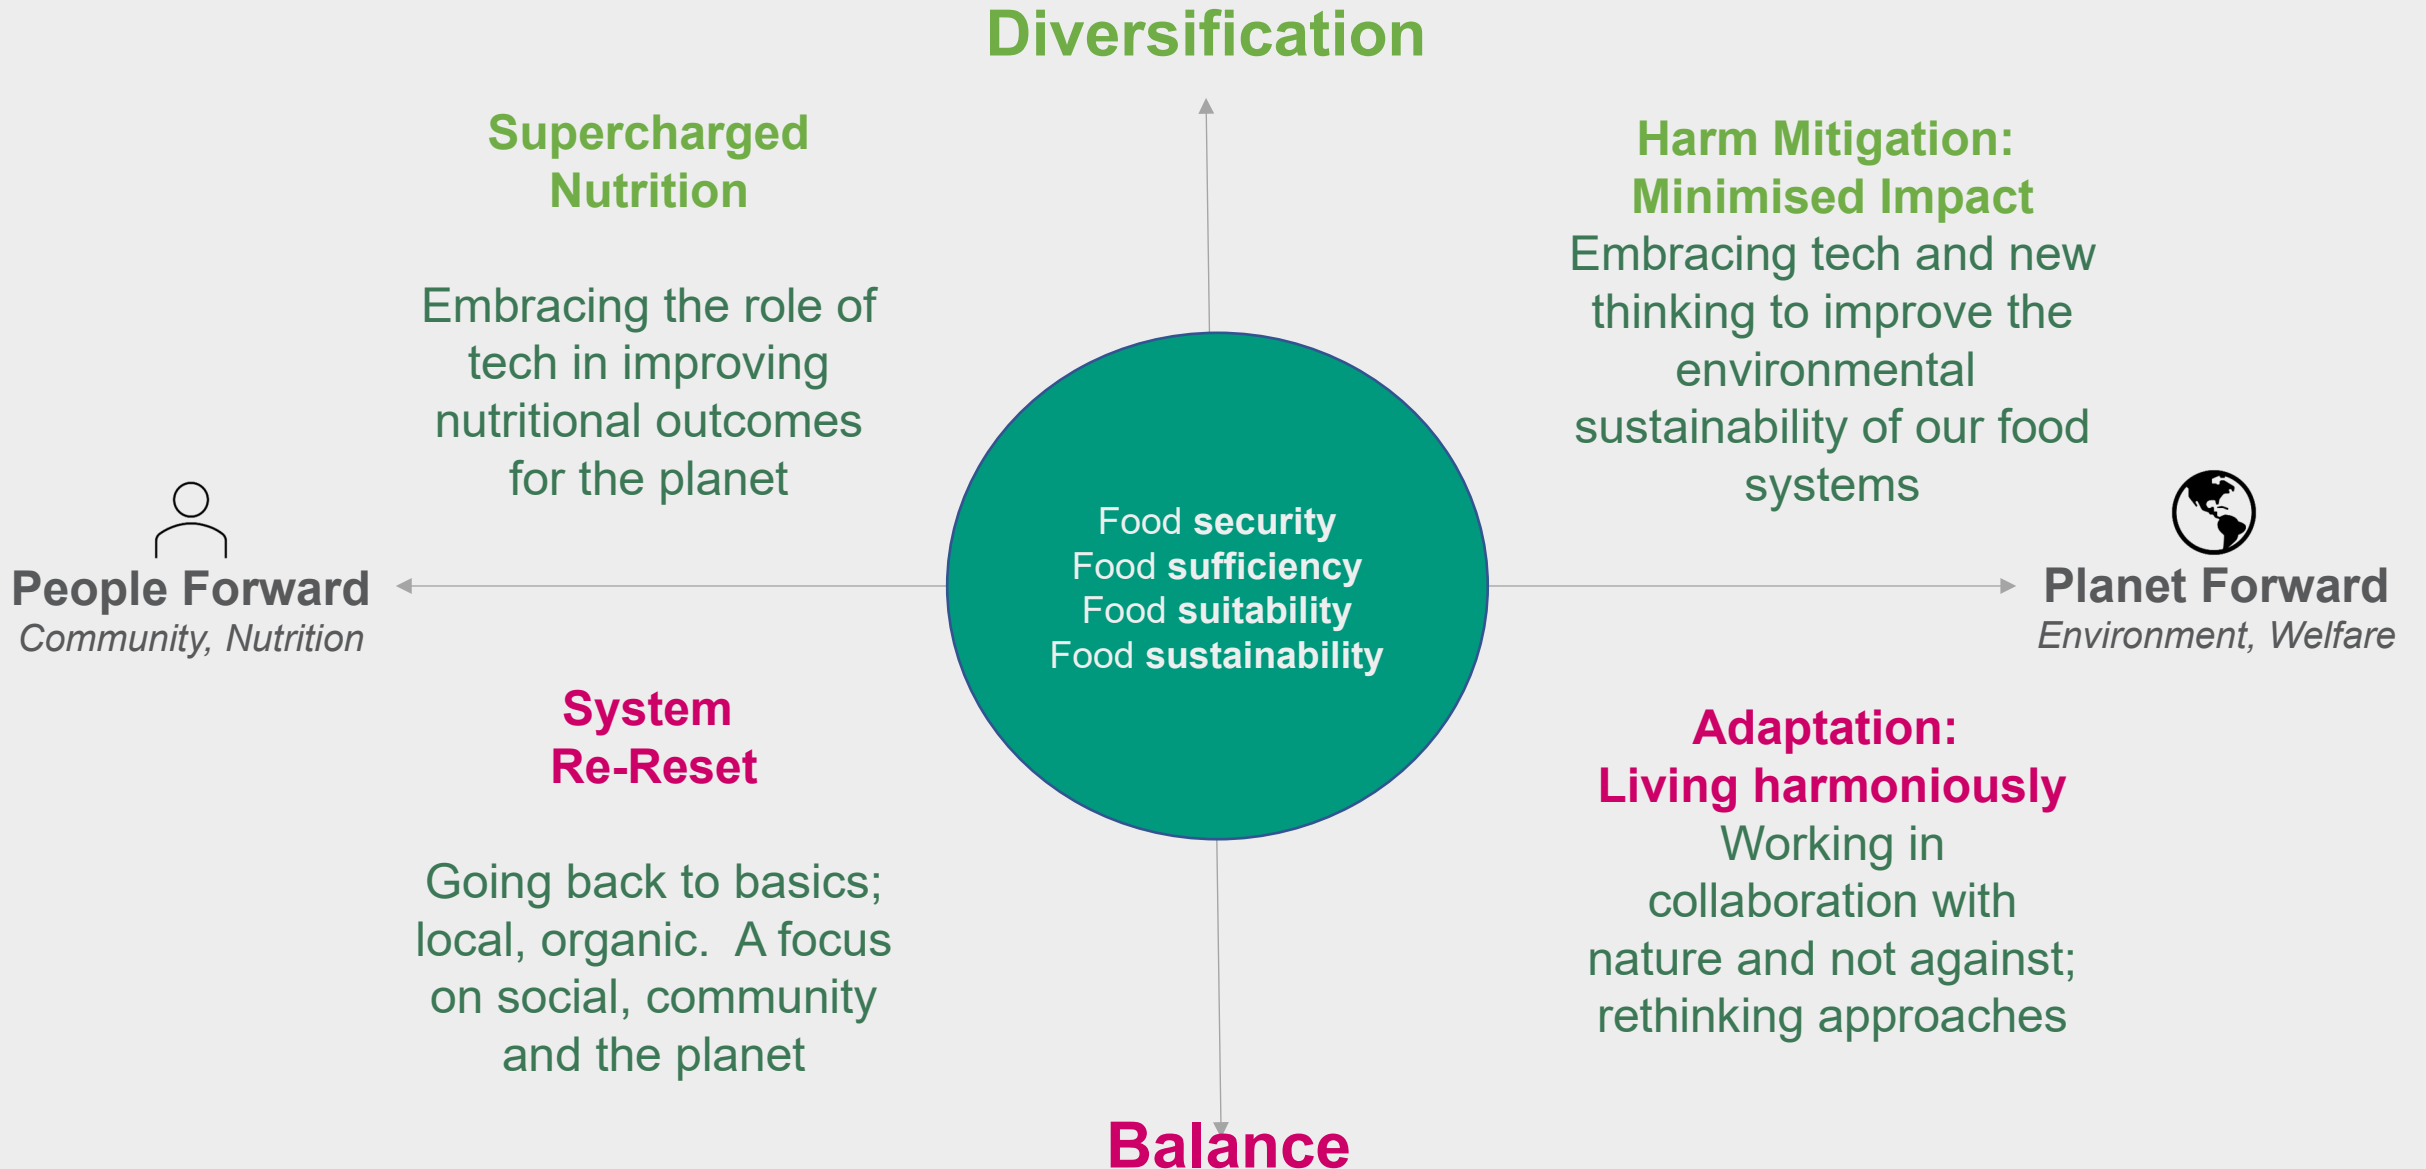 Diversification
Supercharged
Nutrition
Embracing the role of
tech in improving
nutritional outcomes
for the planet
Harm Mitigation:
Minimised Impact
Embracing tech and new
thinking to improve the
environmental
sustainability of our food
systems
People Forward
Community, Nutrition
Food security
Food sufficiency
Food suitability
Food sustainability
Planet Forward
Environment, Welfare
System
Re-Reset
Going back to basics;
local, organic.  A focus
on social, community
and the planet
Adaptation:
Living harmoniously
Working in
collaboration with
nature and not against;
rethinking approaches
Balance